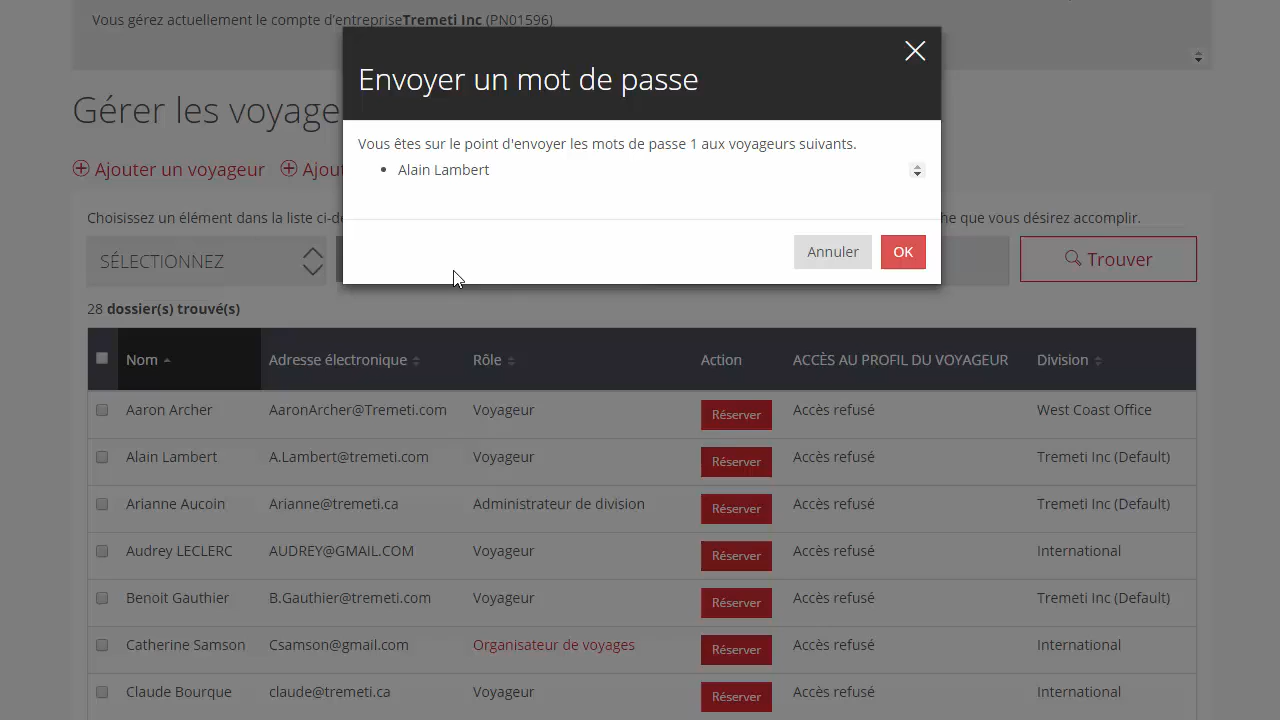 Vous gérez actuellement le compte d'entrepriseTremeti Inc (PN01596)
Envoyer un mot de passe
Gérer les voyage
Vous êtes sur le point d'envoyer les mots de passe 1 aux voyageurs suivants.
• Alain Lambert
Ajouter un voyageur Ajou
Choisissez un élément dans la liste ci-de he que vous désirez accomplir.
Annuler OK
SÉLECTIONNEZ Trouver
28 dossier(s) trouvé(s)
Nom Adresse électronique Rôle Action ACCÈS AU PROFIL DU VOYAGEUR Division
Aaron Archer AaronArcher@Tremeti.com Voyageur Réserver Accès refusé West Coast Office
Alain Lambert A.Lambert@tremeti.com Voyageur Réserver Accès refusé Tremeti Inc (Default)
Arianne Aucoin Arianne@tremeti.ca Administrateur de division Réserver Accès refusé Tremeti Inc (Default)
Audrey LECLERC AUDREY@GMAIL.COM Voyageur Réserver Accès refusé International
Benoit Gauthier B.Gauthier@tremeti.com Voyageur Réserver Accès refusé Tremeti Inc (Default)
Catherine Samson Csamson@gmail.com Organisateur de voyages Réserver Accès refusé International
Claude Bourque claude@tremeti.ca Voyageur Réserver Accès refusé International